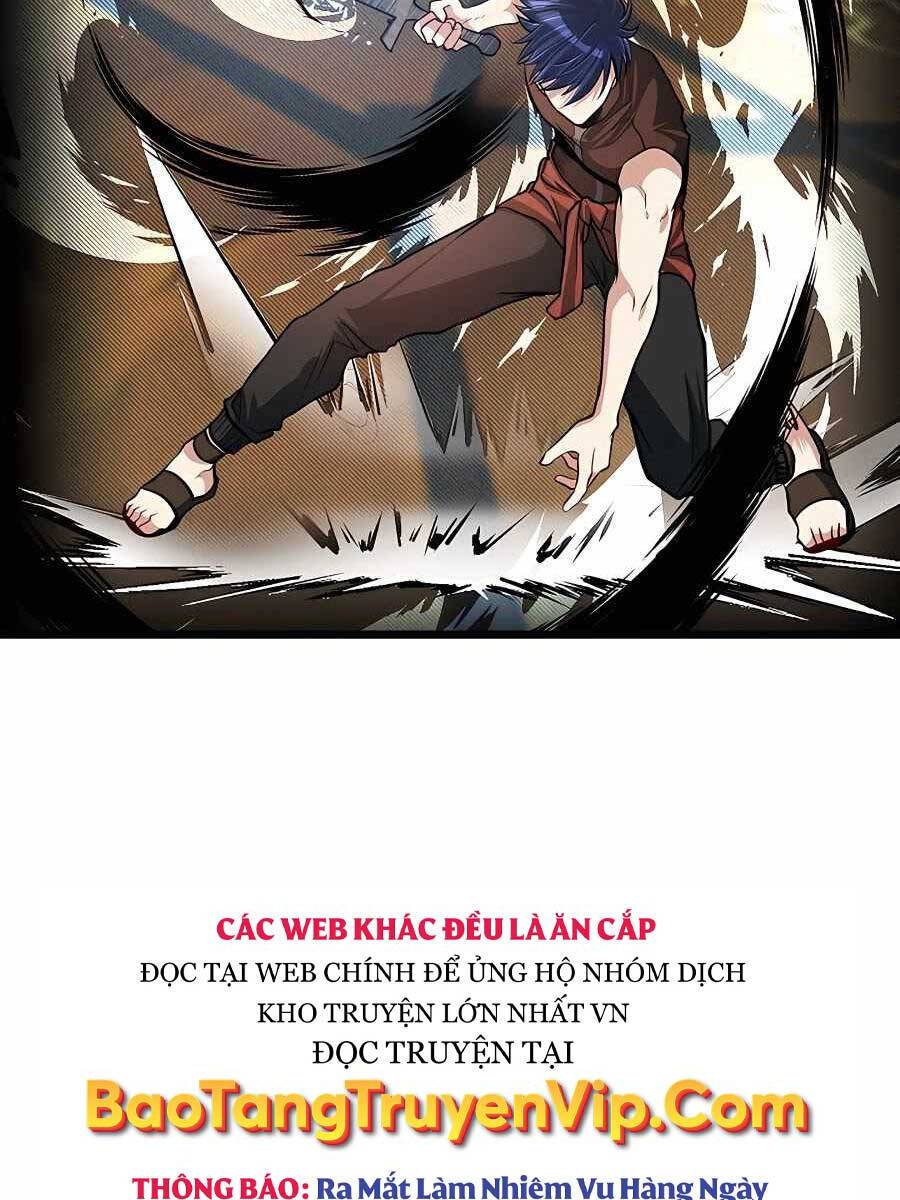 CÁC WEB KHÁC ĐỀU LÀ ĂN CẮP
ĐỌC TẠI WEB CHÍNH ĐỂ ỦNG HỘ NHÓM DỊCH
KHO TRUYỆN LỚN NHẤT VN
ĐỌC TRUYỆN TẠI
BaoTangTruyenVip.Com
THÔNG BÁO: Ra Mắt Làm Nhiệm Vụ Hàng Ngày